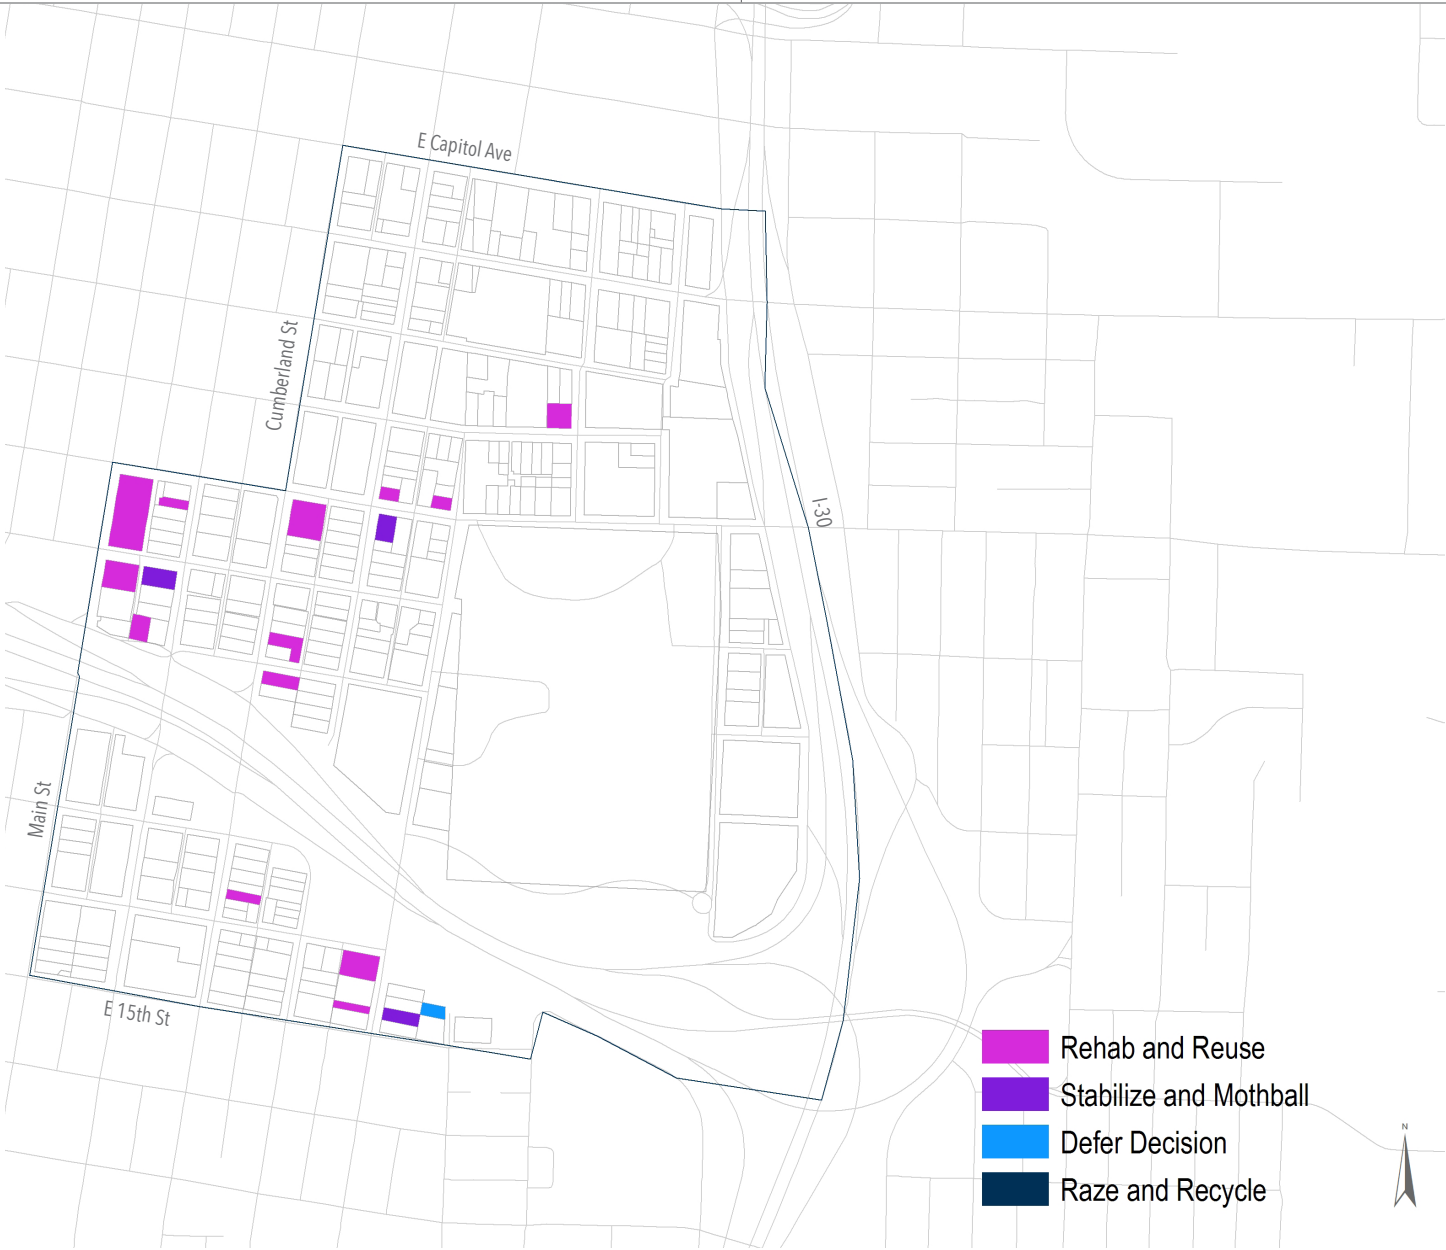 E Capitol Ave
Cumberland St
I-30
Main St
E 15th St
Rehab and Reuse
Stabilize and Mothball
Defer Decision
Raze and Recycle
N